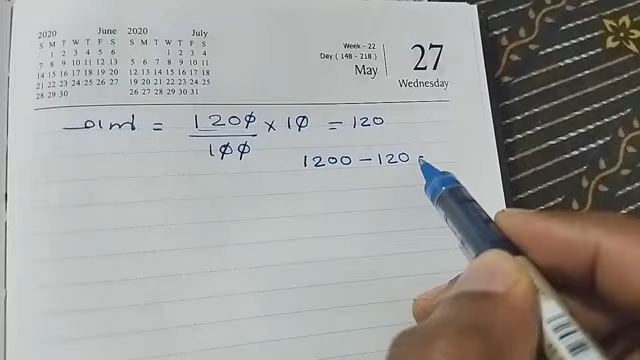 2020 June
S M T W T F S
1 2 3 4 5 6
7 8 9 10 11 12 13
14 15 16 17 18 19 20
21 22 23 24 25 26 27
28 29 30
2020 July
S M T W T F S
1 2 3 4
5 6 7 8 9 10 11
12 13 14 15 16 17 18
19 20 21 22 23 24 25
26 27 28 29 30 31
Week - 22
Day ( 148 - 218 )
May
27
Wednesday
= 1200/100 × 10 = 120
1200 - 120